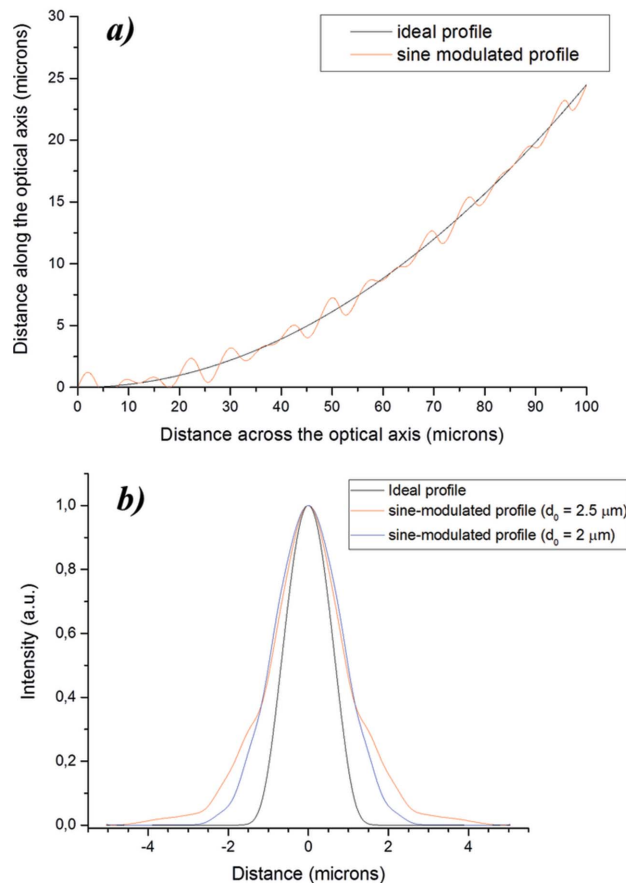 a)
ideal profile
sine modulated profile
Distance along the optical axis (microns)
30
25
20
15
10
5
0
0 10 20 30 40 50 60 70 80 90 100
Distance across the optical axis (microns)
b)
Ideal profile
sine-modulated profile (d₀ = 2.5 μm)
sine-modulated profile (d₀ = 2 μm)
Intensity (a.u.)
1,0
0,8
0,6
0,4
0,2
0,0
-4 -2 0 2 4
Distance (microns)